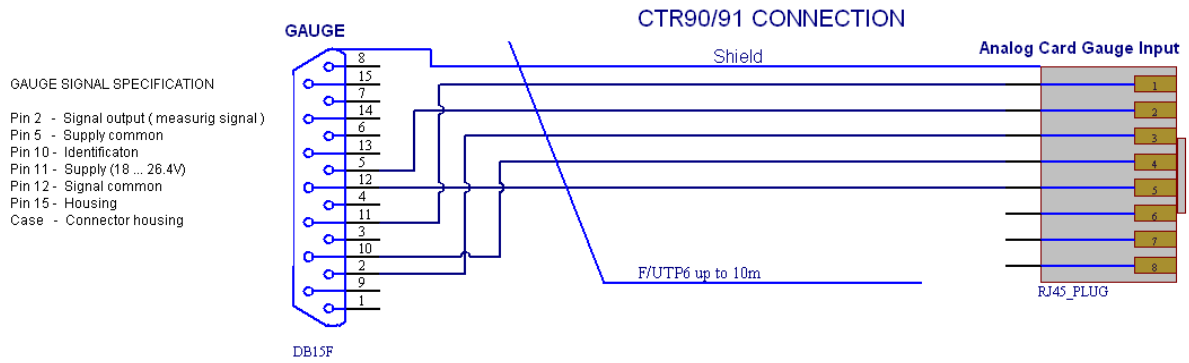 CTR90/91 CONNECTION
GAUGE
Analog Card Gauge Input
Shield
GAUGE SIGNAL SPECIFICATION
Pin 2 - Signal output ( measurig signal )
Pin 5 - Supply common
Pin 10 - Identificaton
Pin 11 - Supply (18 ... 26.4V)
Pin 12 - Signal common
Pin 15 - Housing
Case - Connector housing
8
15
7
14
6
13
5
12
4
11
3
10
2
9
1
1
2
3
4
5
6
7
8
F/UTP6 up to 10m
RJ45_PLUG
DB15F